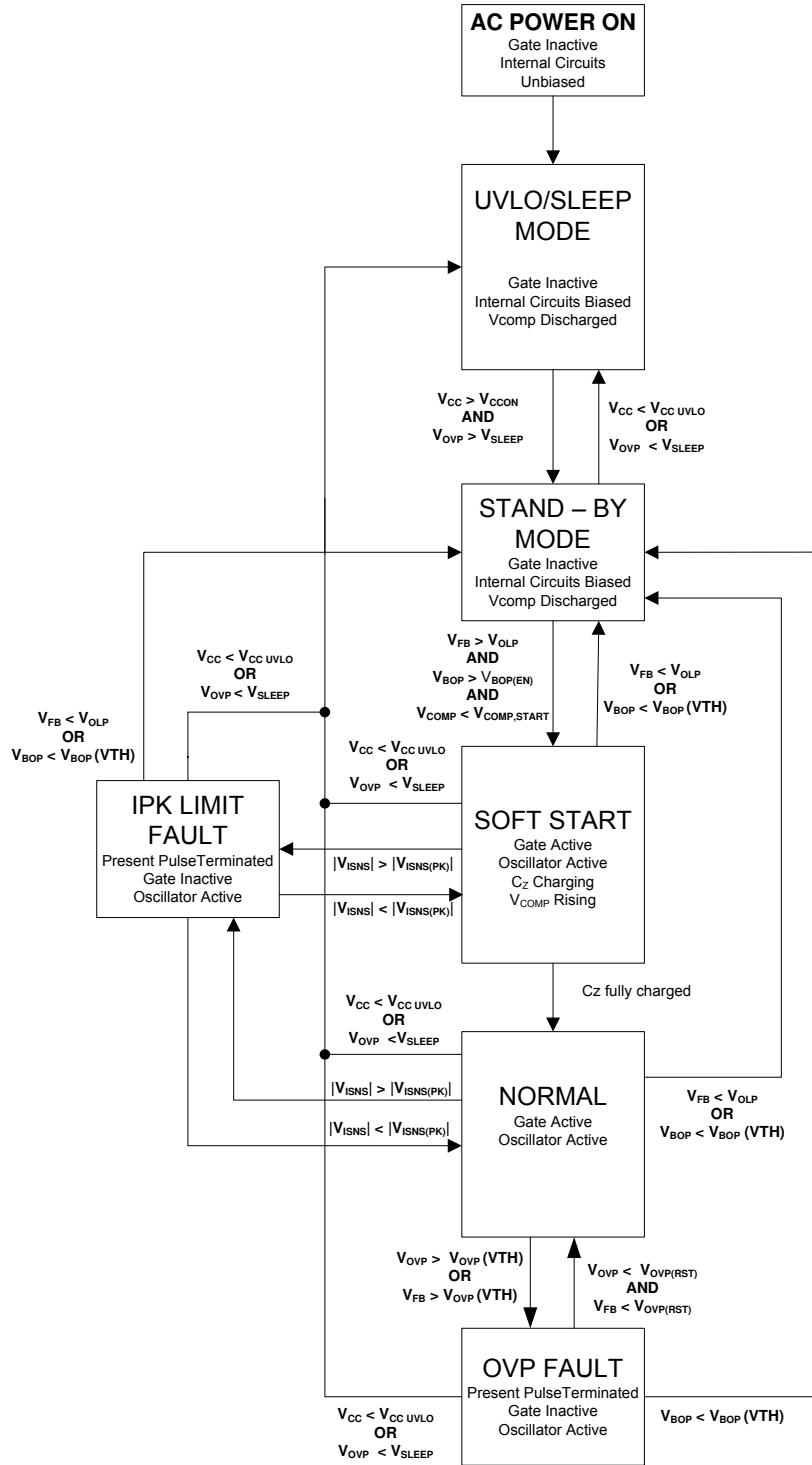 AC POWER ON
Gate Inactive
Internal Circuits
Unbiased
UVLO/SLEEP
MODE
Gate Inactive
Internal Circuits Biased
Vcomp Discharged
VCC > VCCON
AND
VOVP > VSLEEP
VCC < VCC UVLO
OR
VOVP < VSLEEP
STAND – BY
MODE
Gate Inactive
Internal Circuits Biased
Vcomp Discharged
VFB > VOLP
AND
VBOP > VBOP(EN)
AND
VCOMP < VCOMP,START
VFB < VOLP
OR
VBOP < VBOP (VTH)
VCC < VCC UVLO
OR
VOVP < VSLEEP
VFB < VOLP
OR
VBOP < VBOP (VTH)
VCC < VCC UVLO
OR
VOVP < VSLEEP
IPK LIMIT
FAULT
Present PulseTerminated
Gate Inactive
Oscillator Active
|VISNS| > |VISNS(PK)|
|VISNS| < |VISNS(PK)|
SOFT START
Gate Active
Oscillator Active
CZ Charging
VCOMP Rising
Cz fully charged
VCC < VCC UVLO
OR
VOVP <VSLEEP
|VISNS| > |VISNS(PK)|
|VISNS| < |VISNS(PK)|
NORMAL
Gate Active
Oscillator Active
VFB < VOLP
OR
VBOP < VBOP (VTH)
VOVP > VOVP (VTH)
OR
VFB > VOVP (VTH)
VOVP < VOVP(RST)
AND
VFB < VOVP(RST)
OVP FAULT
Present PulseTerminated
Gate Inactive
Oscillator Active
VCC < VCC UVLO
OR
VOVP < VSLEEP
VBOP < VBOP (VTH)